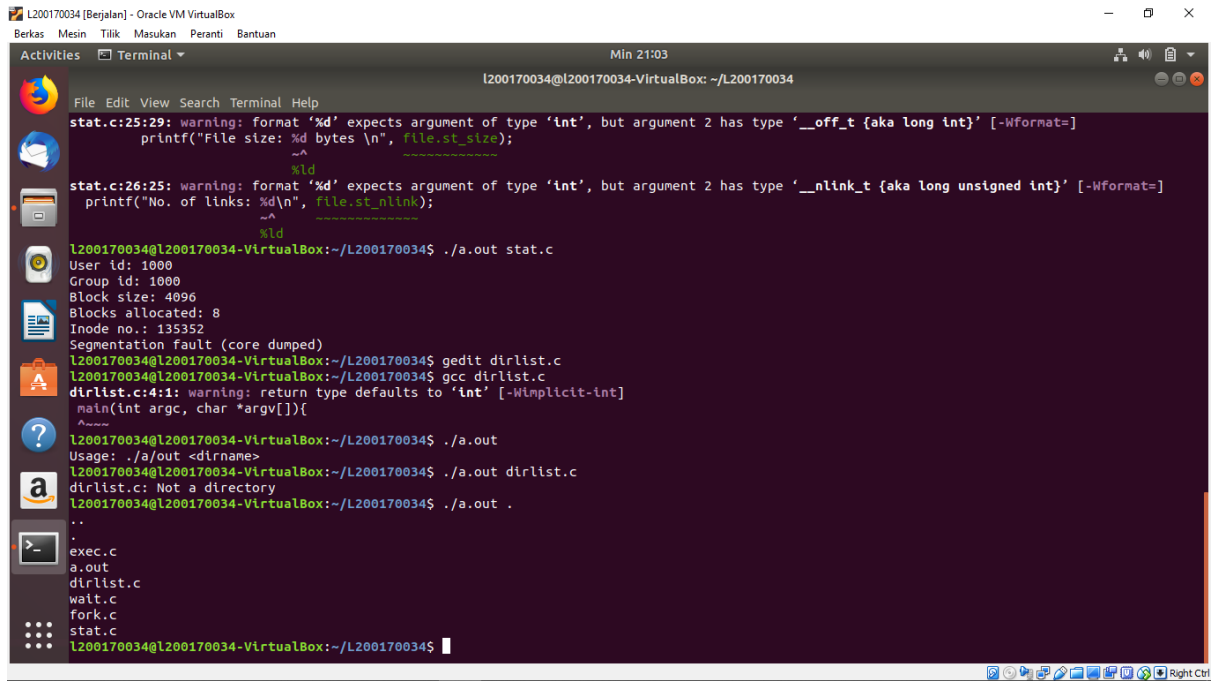 L200170034 [Berjalan] - Oracle VM VirtualBox
Berkas Mesin Tilik Masukan Peranti Bantuan
Activities Terminal Min 21:03
l200170034@l200170034-VirtualBox: ~/L200170034
File Edit View Search Terminal Help
stat.c:25:29: warning: format ‘%d’ expects argument of type ‘int’, but argument 2 has type ‘__off_t {aka long int}’ [-Wformat=]
printf("File size: %d bytes \n", file.st_size);
~^ ~~~~~~~~~~~~
%ld
stat.c:26:25: warning: format ‘%d’ expects argument of type ‘int’, but argument 2 has type ‘__nlink_t {aka long unsigned int}’ [-Wformat=]
printf("No. of links: %d\n", file.st_nlink);
~^ ~~~~~~~~~~~~~
%ld
l200170034@l200170034-VirtualBox:~/L200170034$ ./a.out stat.c
User id: 1000
Group id: 1000
Block size: 4096
Blocks allocated: 8
Inode no.: 135352
Segmentation fault (core dumped)
l200170034@l200170034-VirtualBox:~/L200170034$ gedit dirlist.c
l200170034@l200170034-VirtualBox:~/L200170034$ gcc dirlist.c
dirlist.c:4:1: warning: return type defaults to ‘int’ [-Wimplicit-int]
main(int argc, char *argv[]){
^~~~
l200170034@l200170034-VirtualBox:~/L200170034$ ./a.out
Usage: ./a/out <dirname>
l200170034@l200170034-VirtualBox:~/L200170034$ ./a.out dirlist.c
dirlist.c: Not a directory
l200170034@l200170034-VirtualBox:~/L200170034$ ./a.out .
..
.
exec.c
a.out
dirlist.c
wait.c
fork.c
stat.c
l200170034@l200170034-VirtualBox:~/L200170034$
Right Ctrl